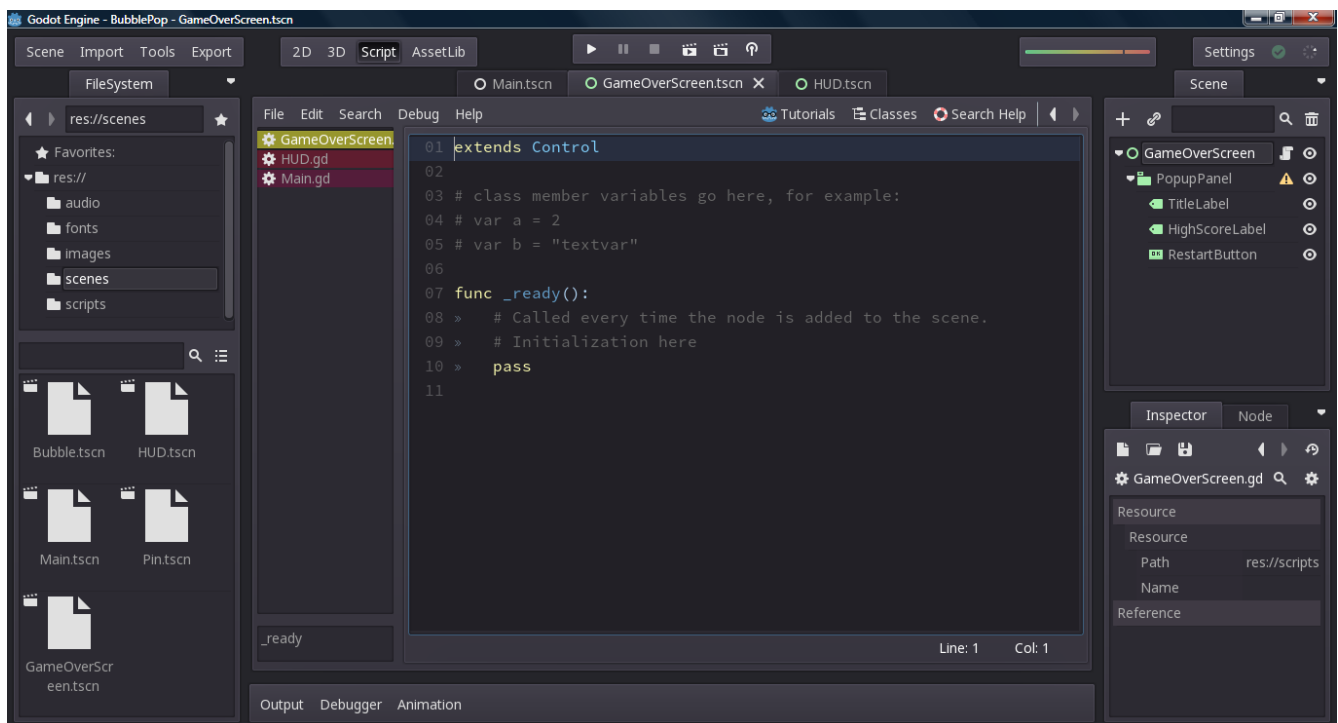 Godot Engine - BubblePop - GameOverScreen.tscn
Scene Import Tools Export
2D 3D Script AssetLib
Settings
FileSystem
Main.tscn
GameOverScreen.tscn
HUD.tscn
Scene
res://scenes
Favorites:
res://
audio
fonts
images
scenes
scripts
Bubble.tscn
HUD.tscn
Main.tscn
Pin.tscn
GameOverScr
een.tscn
File Edit Search Debug Help
Tutorials Classes Search Help
GameOverScreen.
HUD.gd
Main.gd
_ready
01 extends Control
02
03 # class member variables go here, for example:
04 # var a = 2
05 # var b = "textvar"
06
07 func _ready():
08 » # Called every time the node is added to the scene.
09 » # Initialization here
10 » pass
11
Line: 1 Col: 1
Output Debugger Animation
GameOverScreen
PopupPanel
TitleLabel
HighScoreLabel
OK RestartButton
Inspector Node
GameOverScreen.gd
Resource
Resource
Path res://scripts
Name
Reference